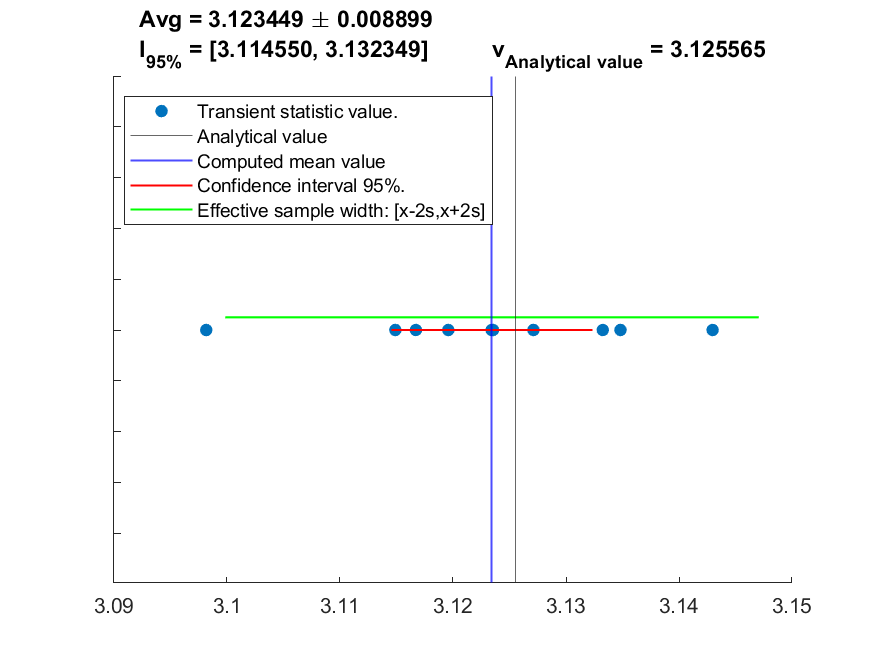 Avg = 3.123449 ± 0.008899
I95% = [3.114550, 3.132349]
vAnalytical value = 3.125565
Transient statistic value.
Analytical value
Computed mean value
Confidence interval 95%.
Effective sample width: [x-2s,x+2s]
3.09 3.1 3.11 3.12 3.13 3.14 3.15